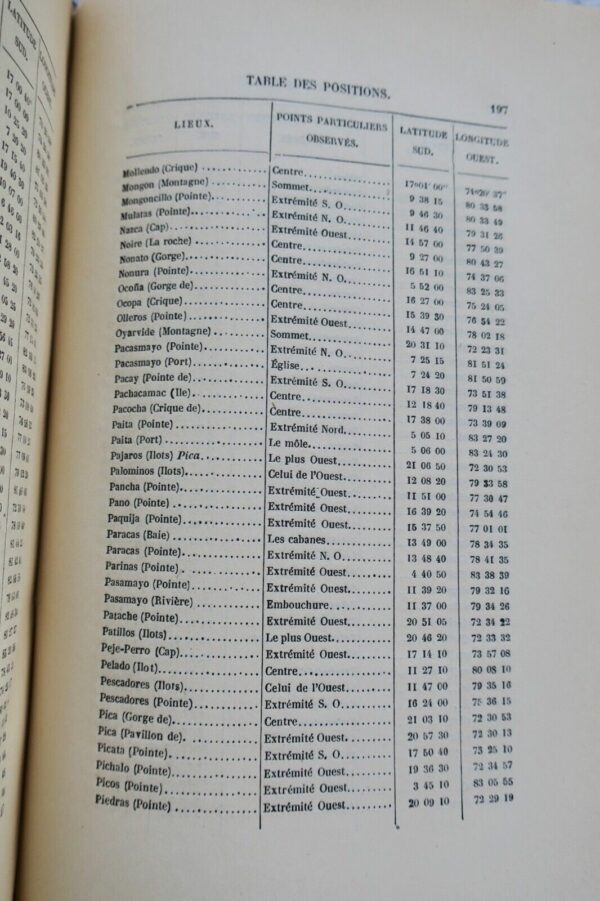 LATITUDE
SUD.
TABLE DES POSITIONS.
197
LIEUX. POINTS PARTICULIERS OBSERVÉS. LATITUDE SUD. LONGITUDE OUEST.
Mollendo (Crique) Centre 17°01' 00" 74°20' 37"
Mongon (Montagne) Sommet 9 38 15 80 33 58
Mongoncillo (Pointe) Extrémité S. O 9 46 30 80 33 49
Mulatas (Pointe) Extrémité N. O 11 46 40 79 31 26
Nazca (Cap) Extrémité Ouest 14 57 00 77 50 39
Noire (La roche) Centre 9 27 00 80 43 27
Nonato (Gorge) Centre 16 51 10 74 37 06
Nonura (Pointe) Extrémité N. O 5 52 00 83 25 33
Ocoña (Gorge de) Centre 16 27 00 75 24 05
Ocopa (Crique) Centre 15 39 30 76 54 22
Olleros (Pointe) Extrémité Ouest 14 47 00 78 02 18
Oyarvide (Montagne) Sommet 20 31 10 72 23 31
Pacasmayo (Pointe) Extrémité N. O 7 25 15 81 51 24
Pacasmayo (Port) Église 7 24 20 81 50 59
Pacay (Pointe de) Extrémité S. O 17 18 30 73 51 38
Pachacamac (Ile) Centre 12 18 40 79 13 48
Pacocha (Crique de) Centre 17 38 00 73 39 09
Païta (Pointe) Extrémité Nord 5 05 10 83 27 20
Païta (Port) Le môle 5 06 00 83 24 30
Pajaros (Ilots) Pica Le plus Ouest 21 06 50 72 30 53
Palominos (Ilots) Celui de l'Ouest 12 08 20 79 33 58
Pancha (Pointe) Extrémité Ouest 11 51 00 77 30 47
Pano (Pointe) Extrémité Ouest 16 39 20 74 54 46
Paquija (Pointe) Extrémité Ouest 15 37 50 77 01 01
Paracas (Baie) Les cabanes 13 49 00 78 34 35
Paracas (Pointe) Extrémité N. O 13 48 40 78 41 35
Parinas (Pointe) Extrémité Ouest 4 40 50 83 38 39
Pasamayo (Pointe) Extrémité Ouest 11 39 20 79 32 16
Pasamayo (Rivière) Embouchure 11 37 00 79 34 26
Patache (Pointe) Extrémité Ouest 20 51 05 72 34 22
Patillos (Ilots) Le plus Ouest 20 46 20 72 33 32
Peje-Perro (Cap) Extrémité Ouest 17 14 10 73 57 08
Pelado (Ilot) Centre 11 27 10 80 08 10
Pescadores (Ilots) Celui de l'Ouest 11 47 00 79 35 16
Pescadores (Pointe) Extrémité S. O 16 24 00 75 36 15
Pica (Gorge de) Centre 21 03 10 72 30 53
Pica (Pavillon de) Extrémité Ouest 20 57 30 72 30 13
Picata (Pointe) Extrémité S. O 17 50 40 73 25 10
Pichalo (Pointe) Extrémité Ouest 19 36 30 72 34 57
Picos (Pointe) Extrémité Ouest 3 45 10 83 05 55
Piedras (Pointe) Extrémité Ouest 20 09 10 72 29 19